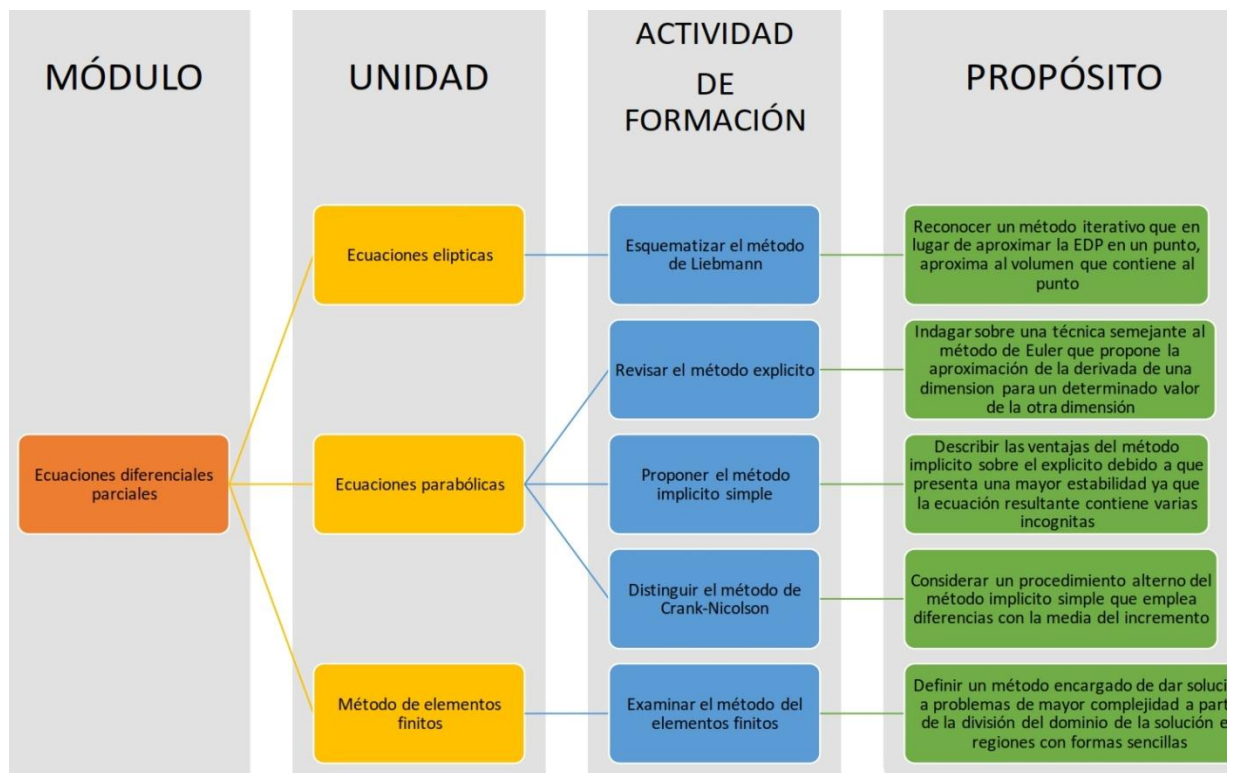 MÓDULO
UNIDAD
ACTIVIDAD
DE
FORMACIÓN
PROPÓSITO
Ecuaciones diferenciales
parciales
Ecuaciones elipticas
Esquematizar el método
de Liebmann
Reconocer un método iterativo que en
lugar de aproximar la EDP en un punto,
aproxima al volumen que contiene al
punto
Ecuaciones parabólicas
Revisar el método explicito
Indagar sobre una técnica semejante al
método de Euler que propone la
aproximación de la derivada de una
dimension para un determinado valor
de la otra dimensión
Proponer el método
implicito simple
Describir las ventajas del método
implicito sobre el explicito debido a que
presenta una mayor estabilidad ya que
la ecuación resultante contiene varias
incognitas
Distinguir el método de
Crank-Nicolson
Considerar un procedimiento alterno del
método implicito simple que emplea
diferencias con la media del incremento
Método de elementos
finitos
Examinar el método del
elementos finitos
Definir un método encargado de dar soluci
a problemas de mayor complejidad a part
de la división del dominio de la solución e
regiones con formas sencillas